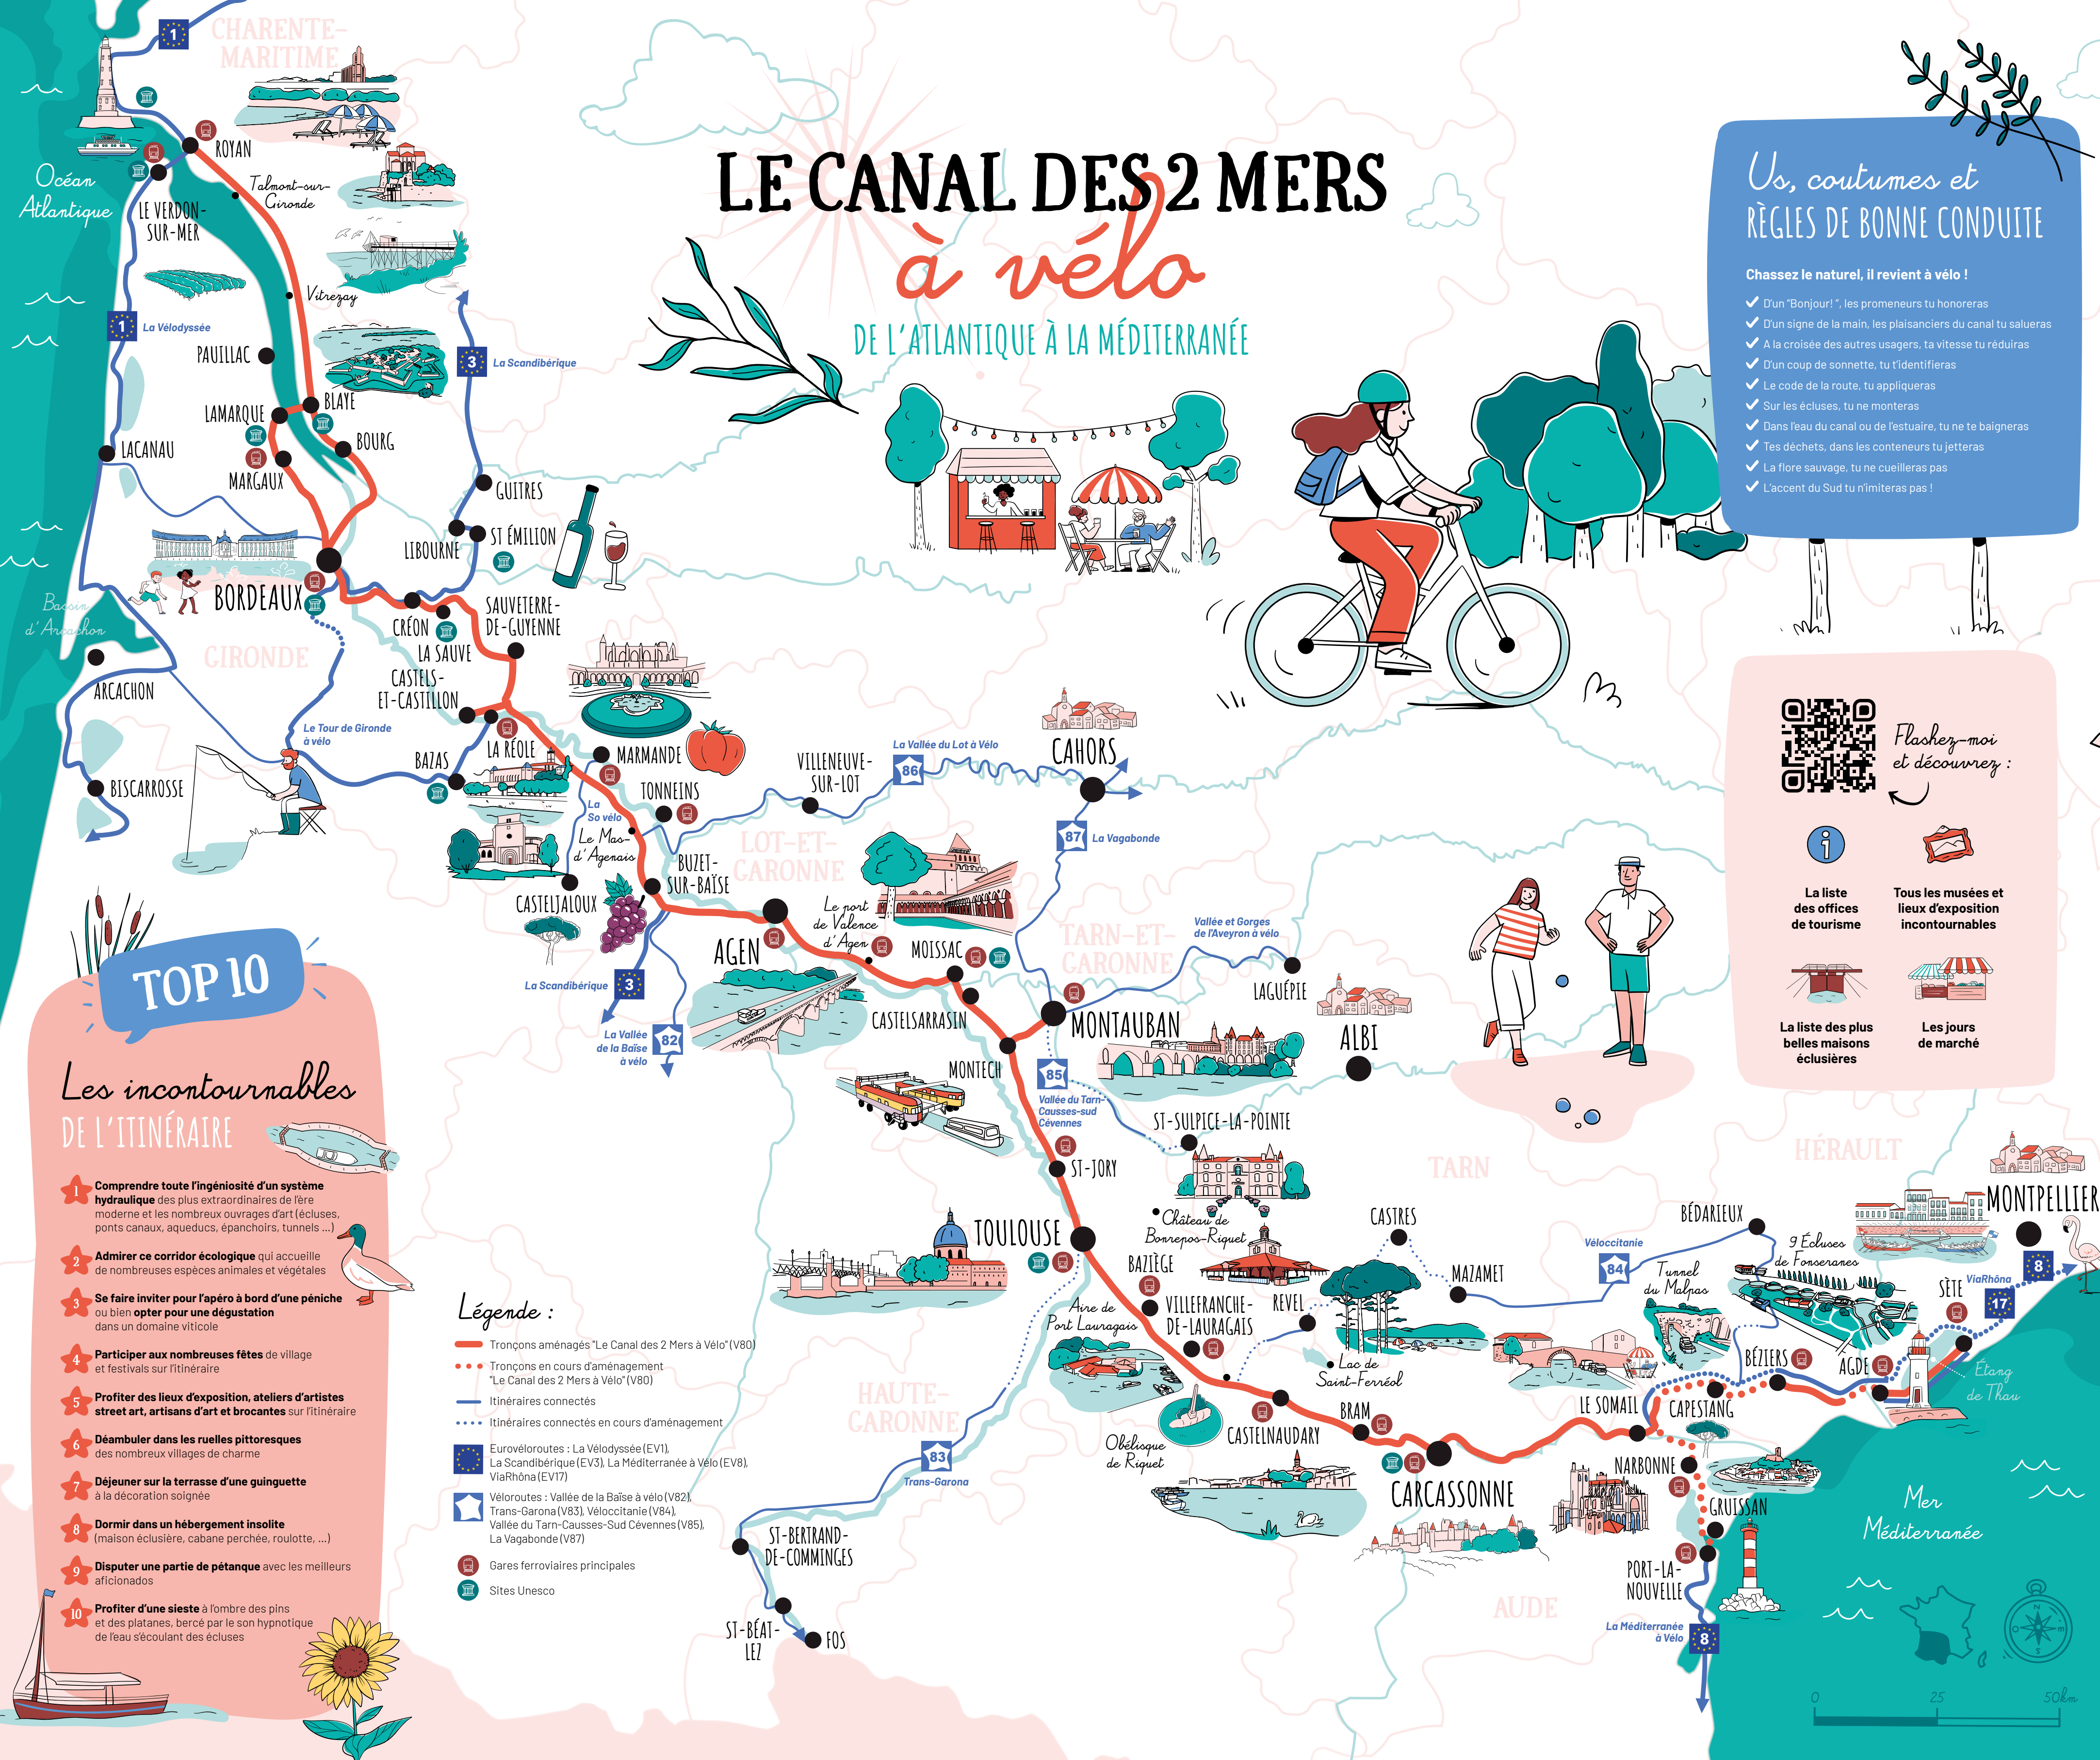 LE CANAL DES 2 MERS
à vélo
DE L'ATLANTIQUE À LA MÉDITERRANÉE
CHARENTE-
MARITIME
1
ROYAN
Océan
Atlantique
LE VERDON-
SUR-MER
Talmont-sur-
Gironde
Vitrezay
1
La Vélodyssée
PAUILLAC
3
La Scandibérique
LAMARQUE
BLAYE
BOURG
LACANAU
MARGAUX
GUITRES
LIBOURNE
ST ÉMILION
BORDEAUX
Bassin
d'Arcachon
CRÉON
LA SAUVE
SAUVETERRE-
DE-GUYENNE
GIRONDE
ARCACHON
CASTELS-
ET-CASTILLON
Le Tour de Gironde
à vélo
LA RÉOLE
BAZAS
BISCARROSSE
MARMANDE
TONNEINS
La
So vélo
Le Mas-
d'Agenais
CASTELJALOUX
BUZET-
SUR-BAÏSE
VILLENEUVE-
SUR-LOT
La Vallée du Lot à Vélo
86
CAHORS
87
La Vagabonde
LOT-ET-
GARONNE
AGEN
Le port
de Valence
d'Agen
MOISSAC
La Scandibérique
3
La Vallée
de la Baïse
à vélo
82
CASTELSARRASIN
TARN-ET-
GARONNE
Vallée et Gorges
de l'Aveyron à vélo
LAGUÉPIE
MONTAUBAN
ALBI
MONTECH
85
Vallée du Tarn-
Causses-sud
Cévennes
ST-SULPICE-LA-POINTE
ST-JORY
TARN
TOULOUSE
Château de
Bonrepos-Riquet
CASTRES
BAZIÈGE
MAZAMET
REVEL
VILLEFRANCHE-
DE-LAURAGAIS
Aire de
Port Lauragais
Lac de
Saint-Ferréol
HAUTE-
GARONNE
Obélisque
de Riquet
CASTELNAUDARY
BRAM
CARCASSONNE
83
Trans-Garona
ST-BERTRAND-
DE-COMMINGES
ST-BÉAT-
LEZ
FOS
HÉRAULT
BÉDARIEUX
Véloccitanie
84
Tunnel
du Malpas
9 Écluses
de Fonseranes
MONTPELLIER
8
ViaRhôna
17
SÈTE
BÉZIERS
AGDE
Étang
de Thau
LE SOMAIL
CAPESTANG
NARBONNE
GRUISSAN
PORT-LA-
NOUVELLE
AUDE
La Méditerranée
à Vélo
8
Mer
Méditerranée
N
S
0
25
50km
Us, coutumes et
RÈGLES DE BONNE CONDUITE
Chassez le naturel, il revient à vélo !
D'un "Bonjour! ", les promeneurs tu honoreras
D'un signe de la main, les plaisanciers du canal tu salueras
A la croisée des autres usagers, ta vitesse tu réduiras
D'un coup de sonnette, tu t'identifieras
Le code de la route, tu appliqueras
Sur les écluses, tu ne monteras
Dans l'eau du canal ou de l'estuaire, tu ne te baigneras
Tes déchets, dans les conteneurs tu jetteras
La flore sauvage, tu ne cueilleras pas
L'accent du Sud tu n'imiteras pas !
Flashez-moi
et découvrez :
La liste
des offices
de tourisme
Tous les musées et
lieux d'exposition
incontournables
La liste des plus
belles maisons
éclusières
Les jours
de marché
TOP 10
Les incontournables
DE L'ITINÉRAIRE
1 Comprendre toute l'ingéniosité d'un système
hydraulique des plus extraordinaires de l'ère
moderne et les nombreux ouvrages d'art (écluses,
ponts canaux, aqueducs, épanchoirs, tunnels ...)
2 Admirer ce corridor écologique qui accueille
de nombreuses espèces animales et végétales
3 Se faire inviter pour l'apéro à bord d'une péniche
ou bien opter pour une dégustation
dans un domaine viticole
4 Participer aux nombreuses fêtes de village
et festivals sur l'itinéraire
5 Profiter des lieux d'exposition, ateliers d'artistes
street art, artisans d'art et brocantes sur l'itinéraire
6 Déambuler dans les ruelles pittoresques
des nombreux villages de charme
7 Déjeuner sur la terrasse d'une guinguette
à la décoration soignée
8 Dormir dans un hébergement insolite
(maison éclusière, cabane perchée, roulotte, ...)
9 Disputer une partie de pétanque avec les meilleurs
aficionados
10 Profiter d'une sieste à l'ombre des pins
et des platanes, bercé par le son hypnotique
de l'eau s'écoulant des écluses
Légende :
Tronçons aménagés "Le Canal des 2 Mers à Vélo" (V80)
Tronçons en cours d'aménagement
"Le Canal des 2 Mers à Vélo" (V80)
Itinéraires connectés
Itinéraires connectés en cours d'aménagement
Eurovéloroutes : La Vélodyssée (EV1),
La Scandibérique (EV3), La Méditerranée à Vélo (EV8),
ViaRhôna (EV17)
Véloroutes : Vallée de la Baïse à vélo (V82),
Trans-Garona (V83), Véloccitanie (V84),
Vallée du Tarn-Causses-Sud Cévennes (V85),
La Vagabonde (V87)
Gares ferroviaires principales
Sites Unesco